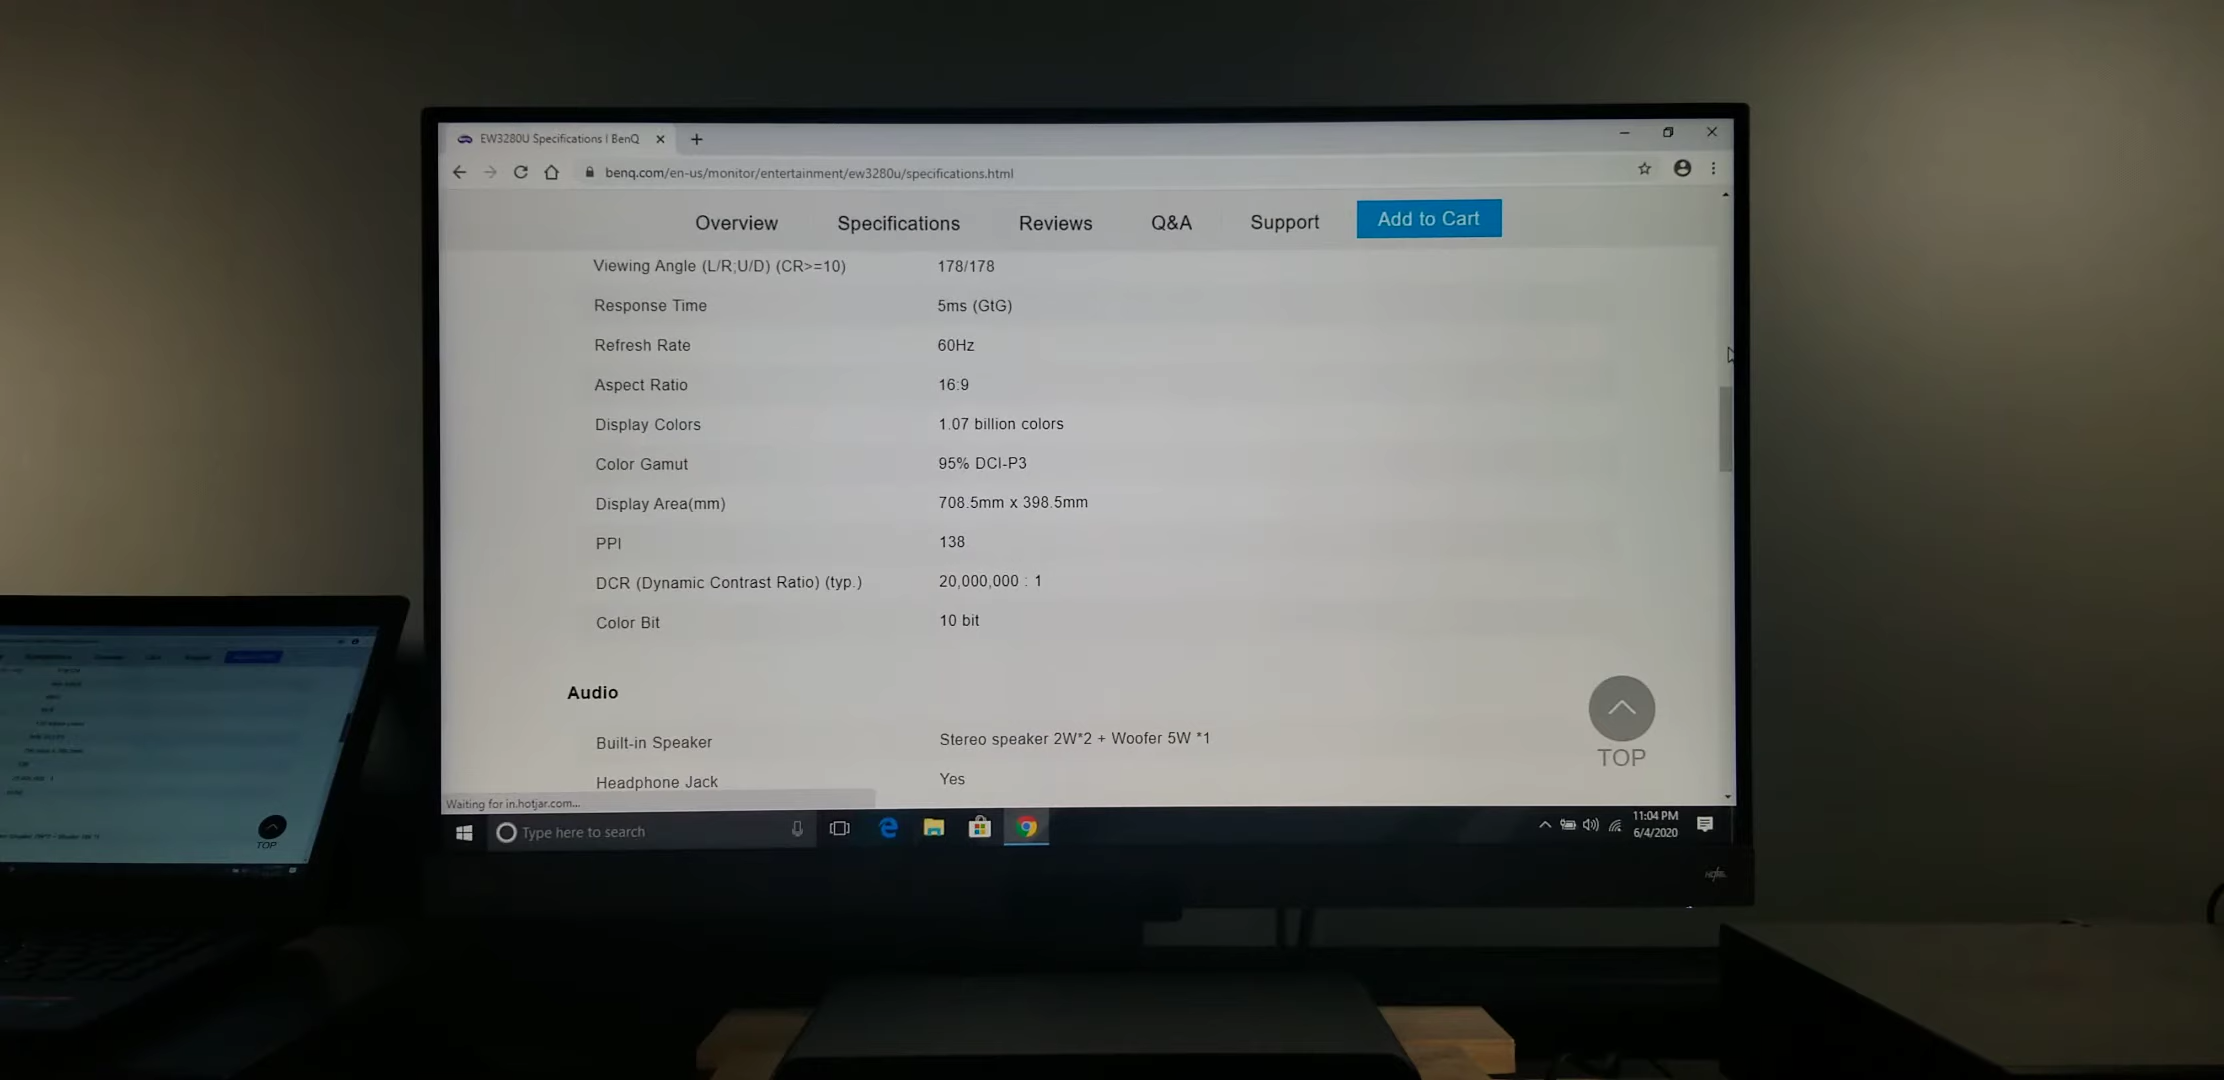 EW3280U Specifications | BenQ
benq.com/en-us/monitor/entertainment/ew3280u/specifications.html
Overview Specifications Reviews Q&A Support Add to Cart
Viewing Angle (L/R;U/D) (CR>=10) 178/178
Response Time 5ms (GtG)
Refresh Rate 60Hz
Aspect Ratio 16:9
Display Colors 1.07 billion colors
Color Gamut 95% DCI-P3
Display Area(mm) 708.5mm x 398.5mm
PPI 138
DCR (Dynamic Contrast Ratio) (typ.) 20,000,000 : 1
Color Bit 10 bit
Audio
Built-in Speaker Stereo speaker 2W*2 + Woofer 5W *1
Headphone Jack Yes
TOP
Waiting for in.hotjar.com...
Type here to search
11:04 PM
6/4/2020
TOP